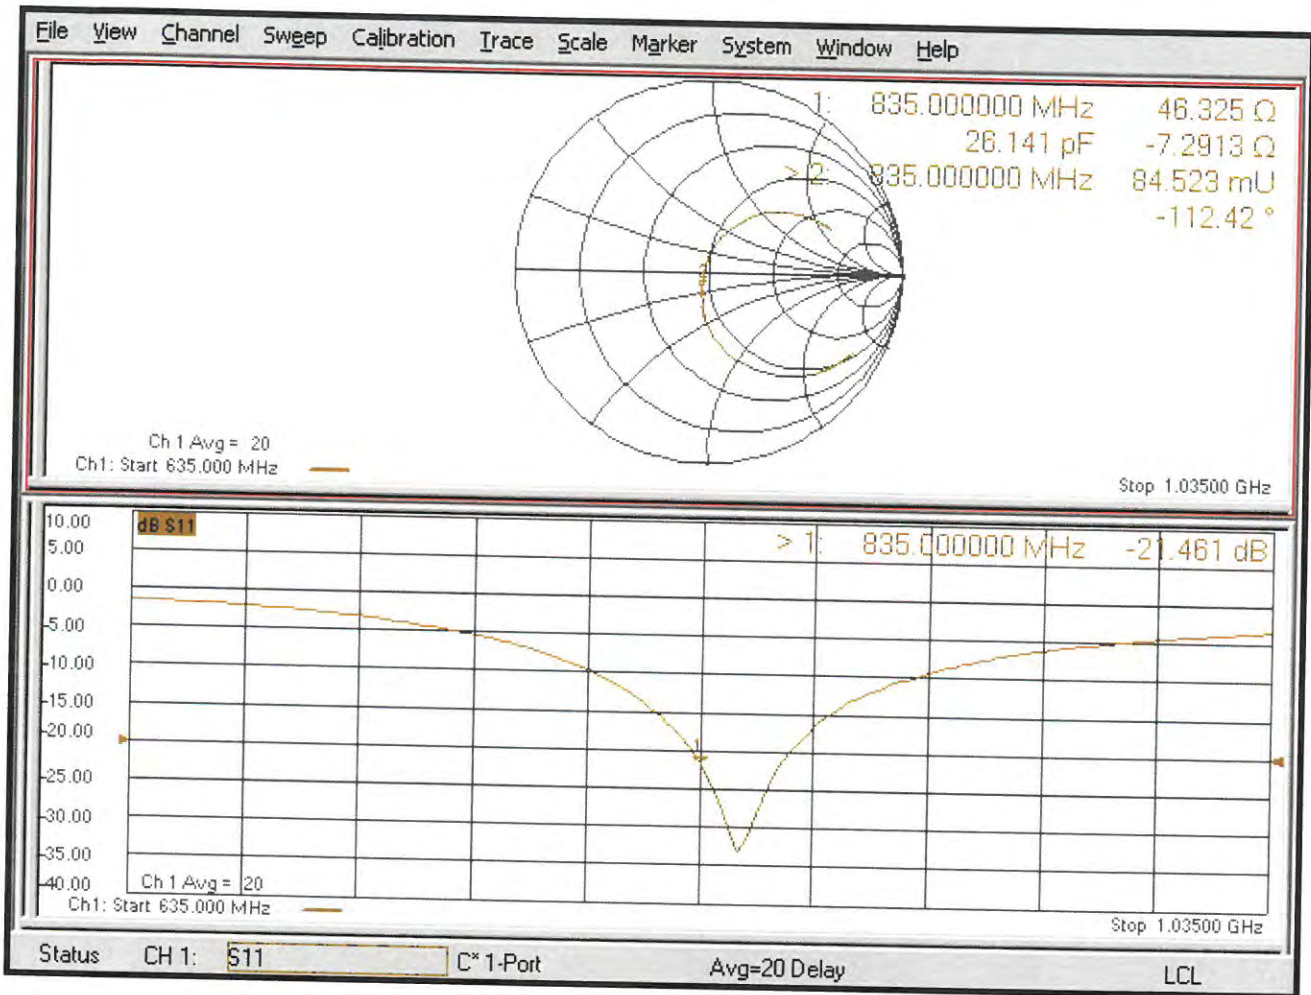 File View Channel Sweep Calibration Trace Scale Marker System Window Help
1: 835.000000 MHz 46.325 Ω
26.141 pF -7.2913 Ω
> 2: 835.000000 MHz 84.523 mU
-112.42 °
Ch 1 Avg = 20
Ch1: Start 635.000 MHz
Stop 1.03500 GHz
10.00
dB S11
> 1: 835.000000 MHz -21.461 dB
5.00
0.00
-5.00
-10.00
-15.00
-20.00
1
-25.00
-30.00
-35.00
-40.00
Ch 1 Avg = 20
Ch1: Start 635.000 MHz
Stop 1.03500 GHz
Status CH 1: S11 C* 1-Port Avg=20 Delay LCL